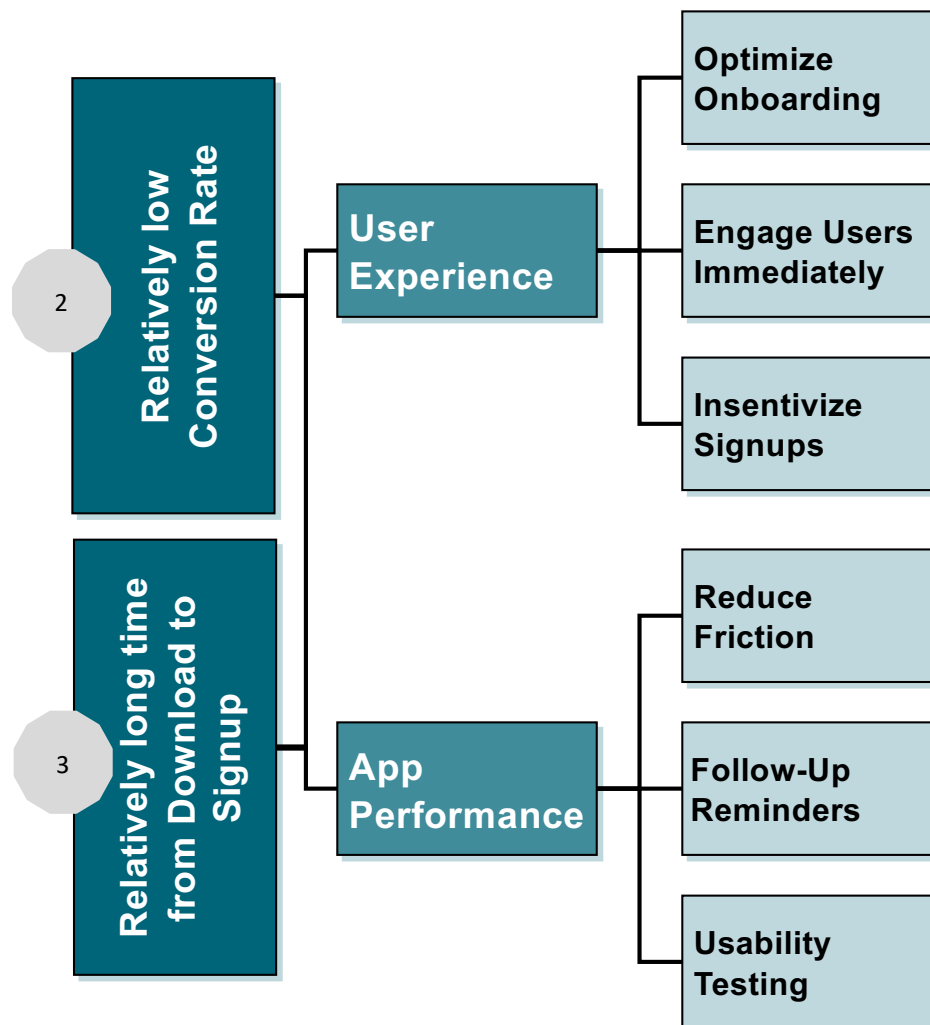 2
Relatively low
Conversion Rate
User
Experience
Optimize
Onboarding
Engage Users
Immediately
Insentivize
Signups
3
Relatively long time
from Download to
Signup
App
Performance
Reduce
Friction
Follow-Up
Reminders
Usability
Testing